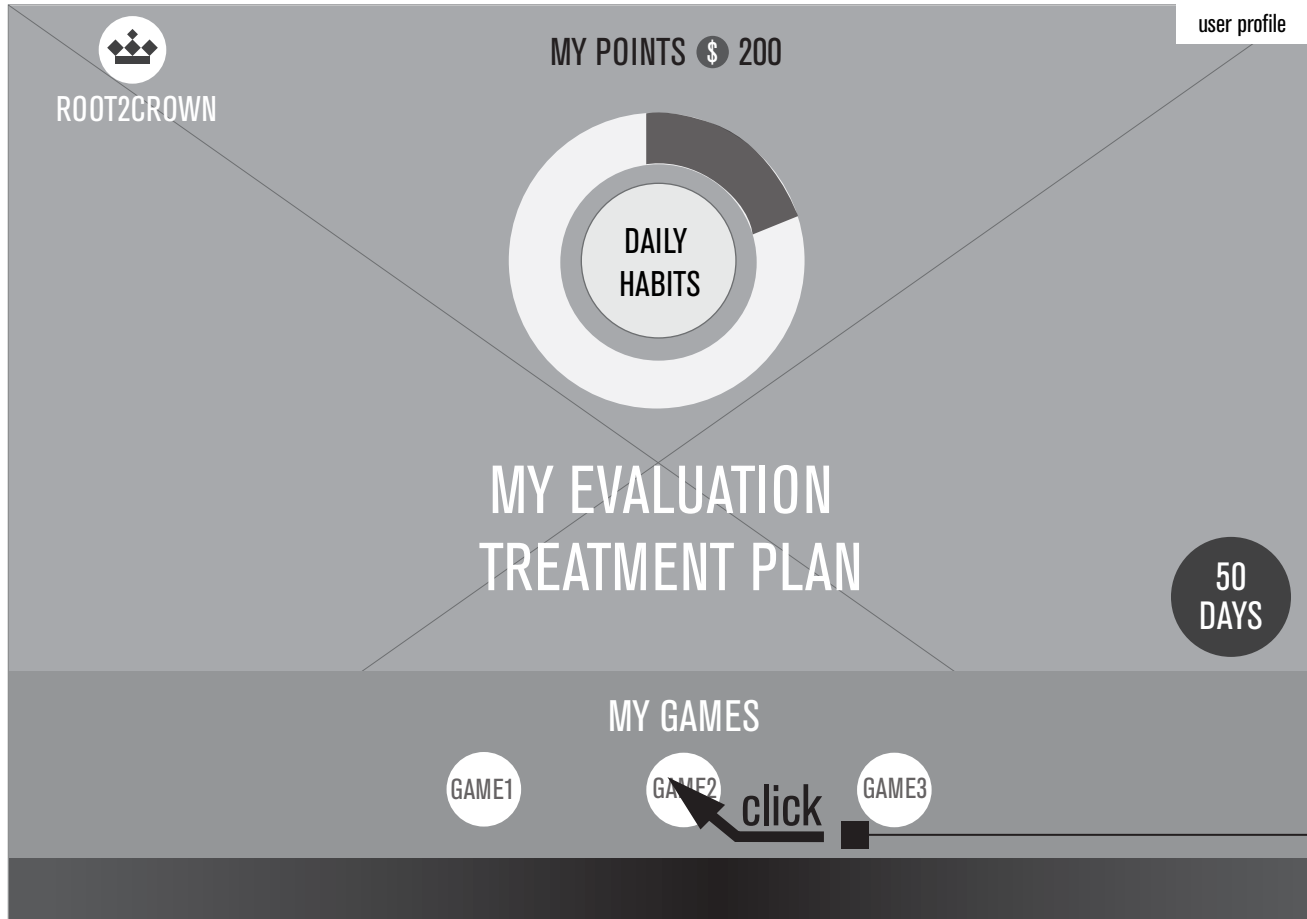 user profile
MY POINTS $ 200
ROOT2CROWN
DAILY
HABITS
MY EVALUATION
TREATMENT PLAN
50
DAYS
MY GAMES
GAME1
GAME2
GAME3
click